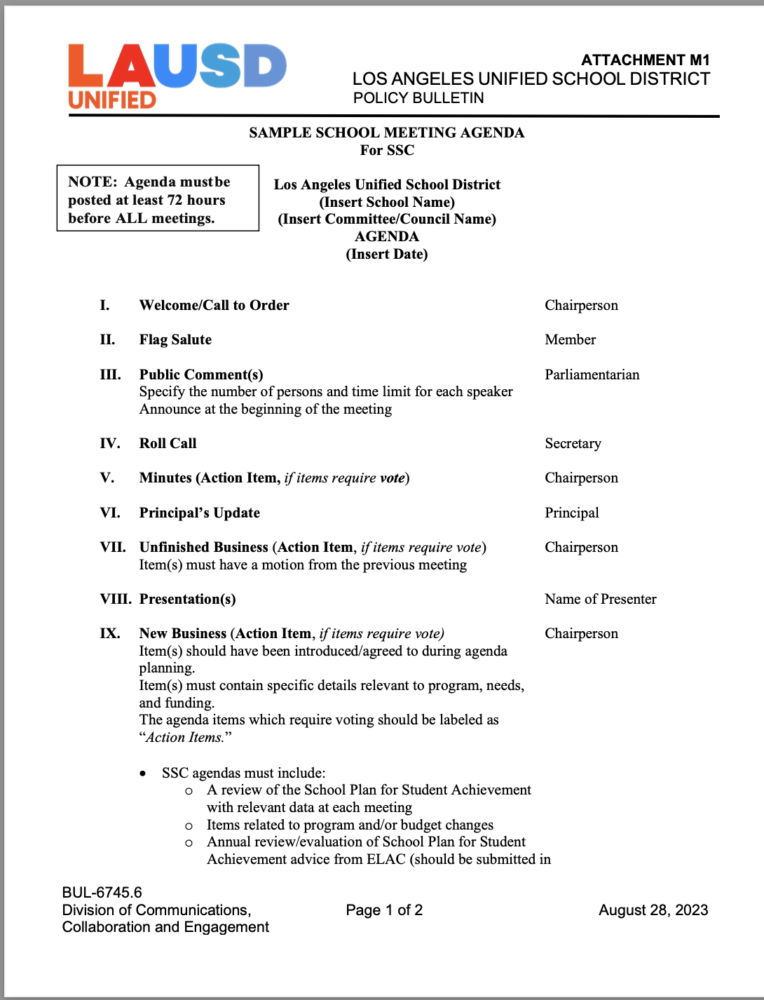 LAUSD
UNIFIED
ATTACHMENT M1
LOS ANGELES UNIFIED SCHOOL DISTRICT
POLICY BULLETIN
SAMPLE SCHOOL MEETING AGENDA
For SSC
NOTE: Agenda must be
posted at least 72 hours
before ALL meetings.
Los Angeles Unified School District
(Insert School Name)
(Insert Committee/Council Name)
AGENDA
(Insert Date)
I. Welcome/Call to Order Chairperson
II. Flag Salute Member
III. Public Comment(s) Parliamentarian
Specify the number of persons and time limit for each speaker
Announce at the beginning of the meeting
IV. Roll Call Secretary
V. Minutes (Action Item, if items require vote) Chairperson
VI. Principal’s Update Principal
VII. Unfinished Business (Action Item, if items require vote) Chairperson
Item(s) must have a motion from the previous meeting
VIII. Presentation(s) Name of Presenter
IX. New Business (Action Item, if items require vote) Chairperson
Item(s) should have been introduced/agreed to during agenda
planning.
Item(s) must contain specific details relevant to program, needs,
and funding.
The agenda items which require voting should be labeled as
“Action Items.”
• SSC agendas must include:
o A review of the School Plan for Student Achievement
with relevant data at each meeting
o Items related to program and/or budget changes
o Annual review/evaluation of School Plan for Student
Achievement advice from ELAC (should be submitted in
BUL-6745.6
Division of Communications, Page 1 of 2 August 28, 2023
Collaboration and Engagement